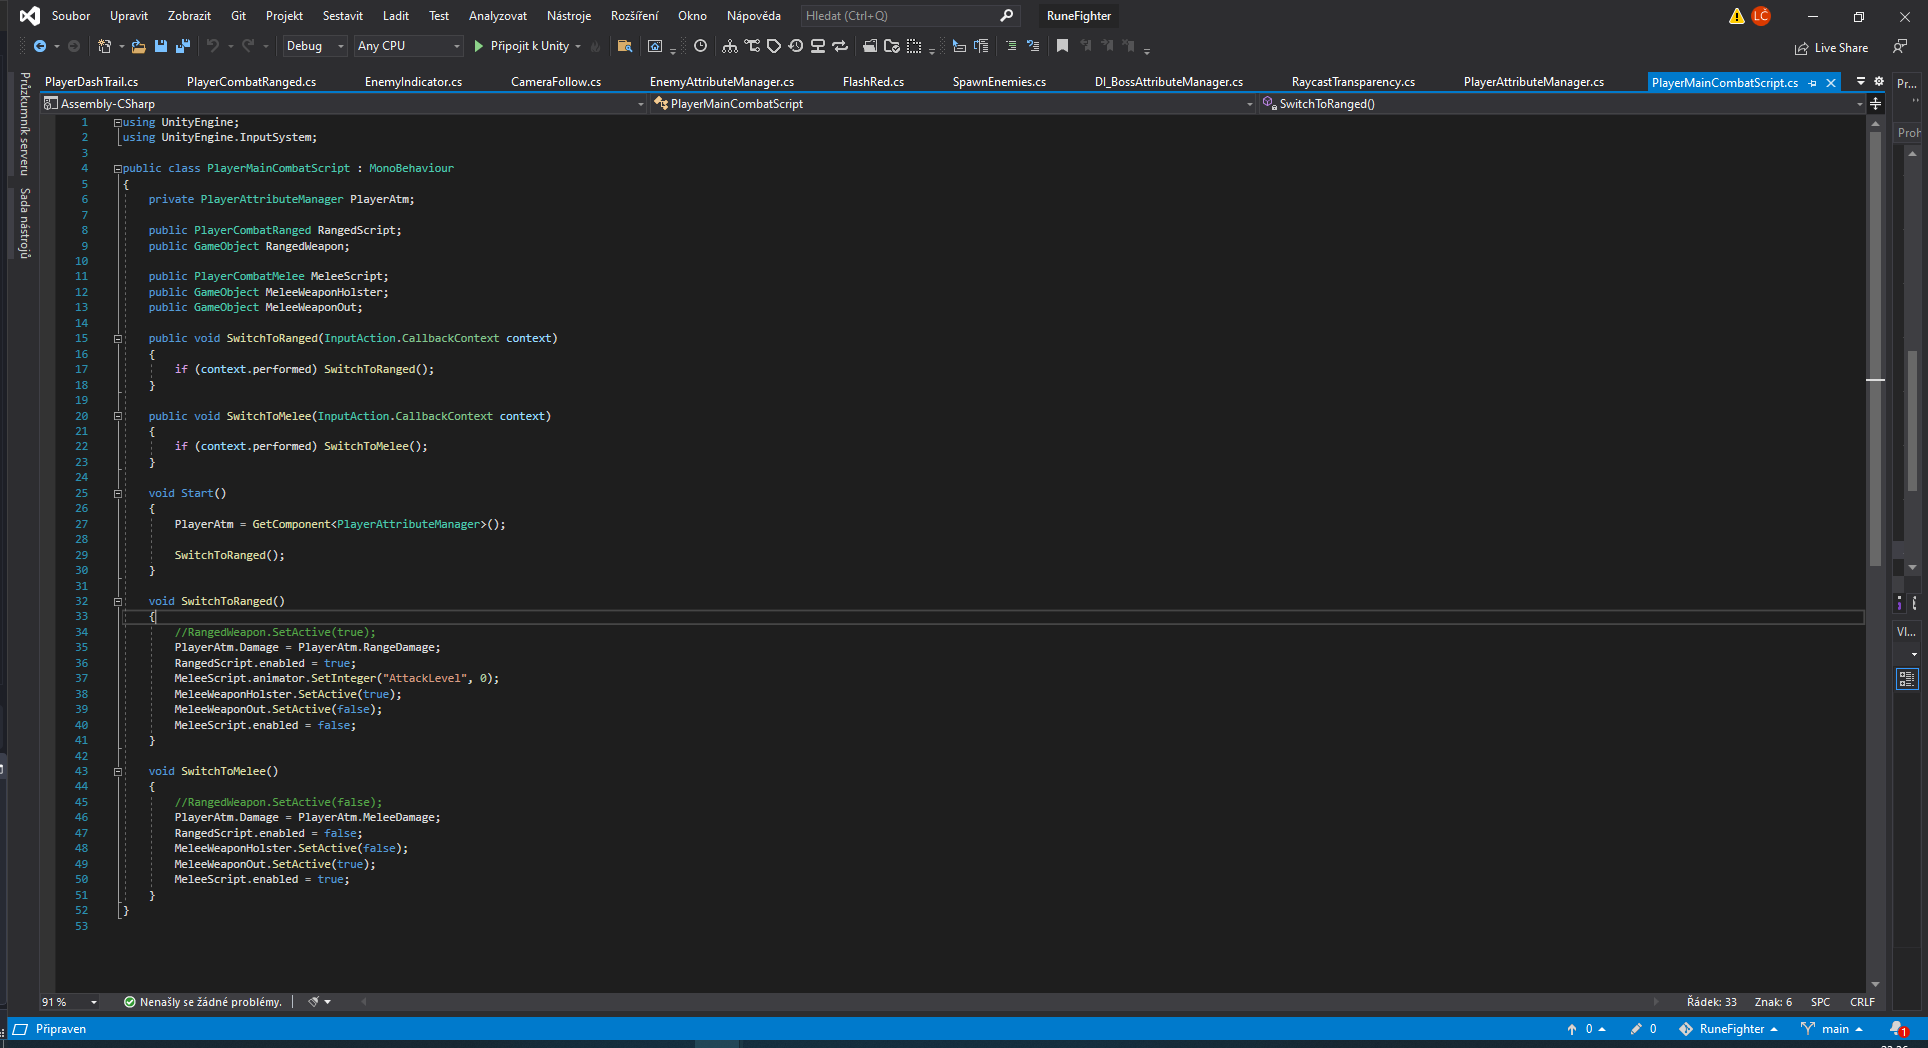 Soubor Upravit Zobrazit Git Projekt Sestavit Ladit Test Analyzovat Nástroje Rozšíření Okno Nápověda Hledat (Ctrl+Q) RuneFighter LČ
Debug Any CPU Připojit k Unity Live Share
PlayerDashTrail.cs PlayerCombatRanged.cs EnemyIndicator.cs CameraFollow.cs EnemyAttributeManager.cs FlashRed.cs SpawnEnemies.cs DI_BossAttributeManager.cs RaycastTransparency.cs PlayerAttributeManager.cs PlayerMainCombatScript.cs Pr...
Průzkumník serveru
Sada nástrojů
Assembly-CSharp PlayerMainCombatScript SwitchToRanged()
Proh
1 using UnityEngine;
2 using UnityEngine.InputSystem;
3
4 public class PlayerMainCombatScript : MonoBehaviour
5 {
6 private PlayerAttributeManager PlayerAtm;
7
8 public PlayerCombatRanged RangedScript;
9 public GameObject RangedWeapon;
10
11 public PlayerCombatMelee MeleeScript;
12 public GameObject MeleeWeaponHolster;
13 public GameObject MeleeWeaponOut;
14
15 public void SwitchToRanged(InputAction.CallbackContext context)
16 {
17 if (context.performed) SwitchToRanged();
18 }
19
20 public void SwitchToMelee(InputAction.CallbackContext context)
21 {
22 if (context.performed) SwitchToMelee();
23 }
24
25 void Start()
26 {
27 PlayerAtm = GetComponent<PlayerAttributeManager>();
28
29 SwitchToRanged();
30 }
31
32 void SwitchToRanged()
33 {
34 //RangedWeapon.SetActive(true);
35 PlayerAtm.Damage = PlayerAtm.RangeDamage;
36 RangedScript.enabled = true;
37 MeleeScript.animator.SetInteger("AttackLevel", 0);
38 MeleeWeaponHolster.SetActive(true);
39 MeleeWeaponOut.SetActive(false);
40 MeleeScript.enabled = false;
41 }
42
43 void SwitchToMelee()
44 {
45 //RangedWeapon.SetActive(false);
46 PlayerAtm.Damage = PlayerAtm.MeleeDamage;
47 RangedScript.enabled = false;
48 MeleeWeaponHolster.SetActive(false);
49 MeleeWeaponOut.SetActive(true);
50 MeleeScript.enabled = true;
51 }
52 }
53
Vl...
91 % Nenašly se žádné problémy. Řádek: 33 Znak: 6 SPC CRLF
Připraven 0 0 RuneFighter main 1